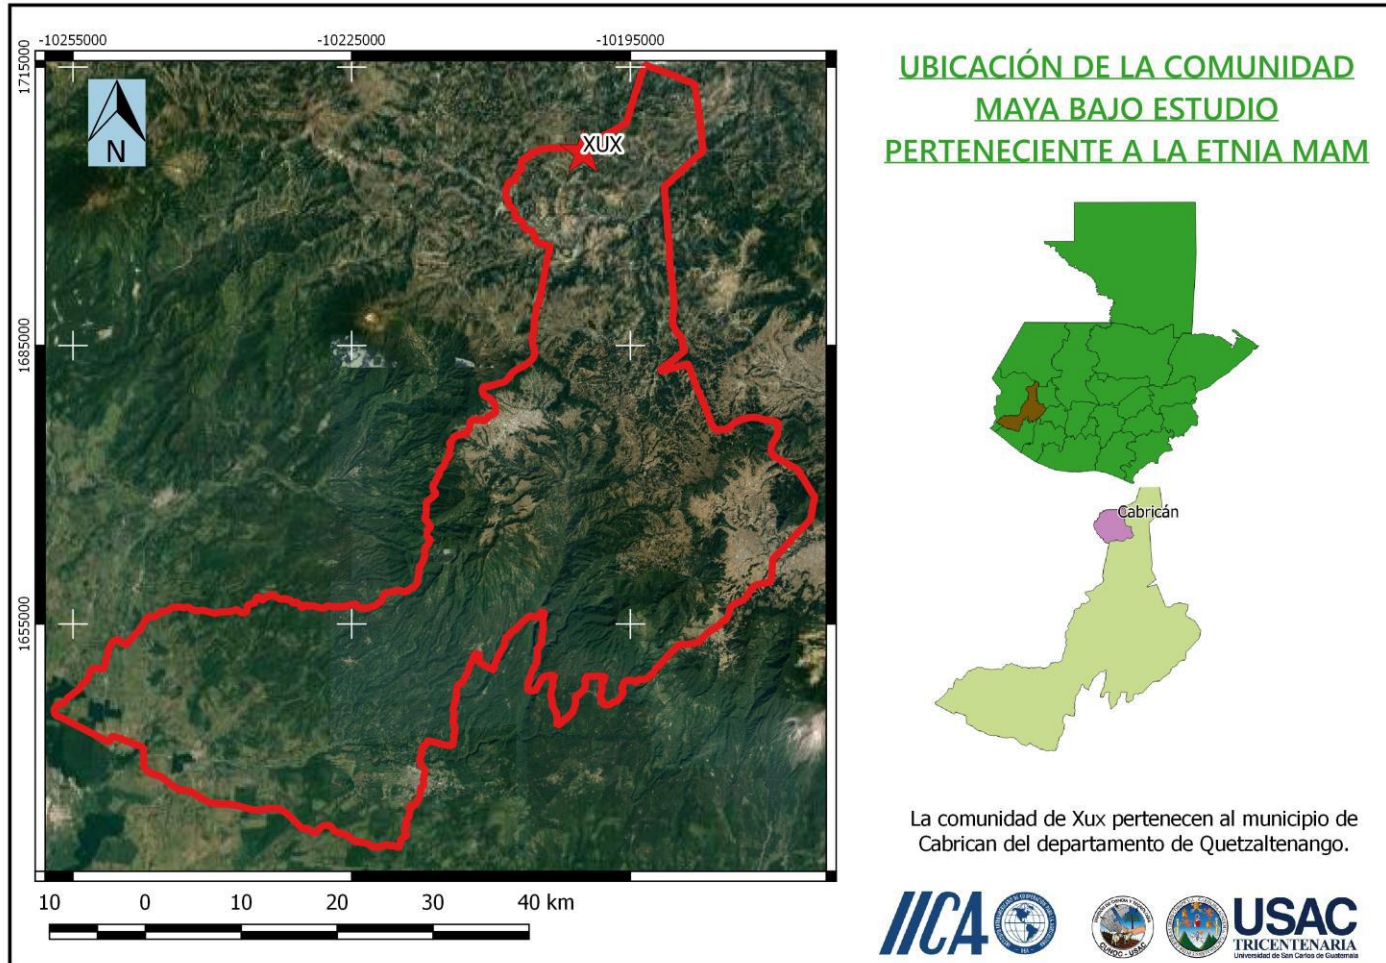 -10255000
-10225000
-10195000
1715000
1685000
1655000
N
XUX
10 0 10 20 30 40 km
UBICACIÓN DE LA COMUNIDAD
MAYA BAJO ESTUDIO
PERTENECIENTE A LA ETNIA MAM
Cabricán
La comunidad de Xux pertenecen al municipio de
Cabrican del departamento de Quetzaltenango.
IICA
CUNOC - USAC
USAC
TRICENTENARIA
Universidad de San Carlos de Guatemala